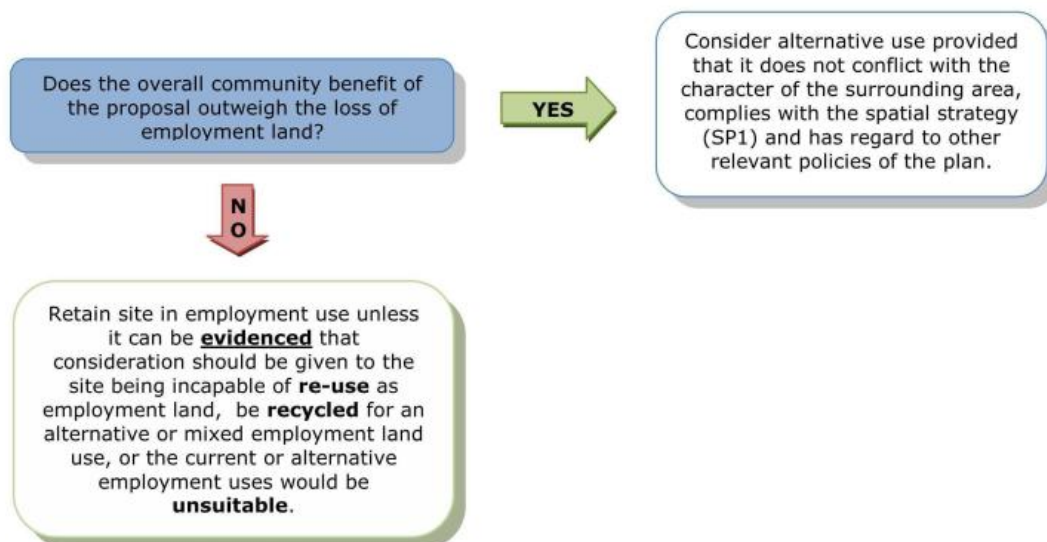 Does the overall community benefit of
the proposal outweigh the loss of
employment land?
YES
Consider alternative use provided
that it does not conflict with the
character of the surrounding area,
complies with the spatial strategy
(SP1) and has regard to other
relevant policies of the plan.
N
O
Retain site in employment use unless
it can be evidenced that
consideration should be given to the
site being incapable of re-use as
employment land,  be recycled for an
alternative or mixed employment land
use, or the current or alternative
employment uses would be
unsuitable.